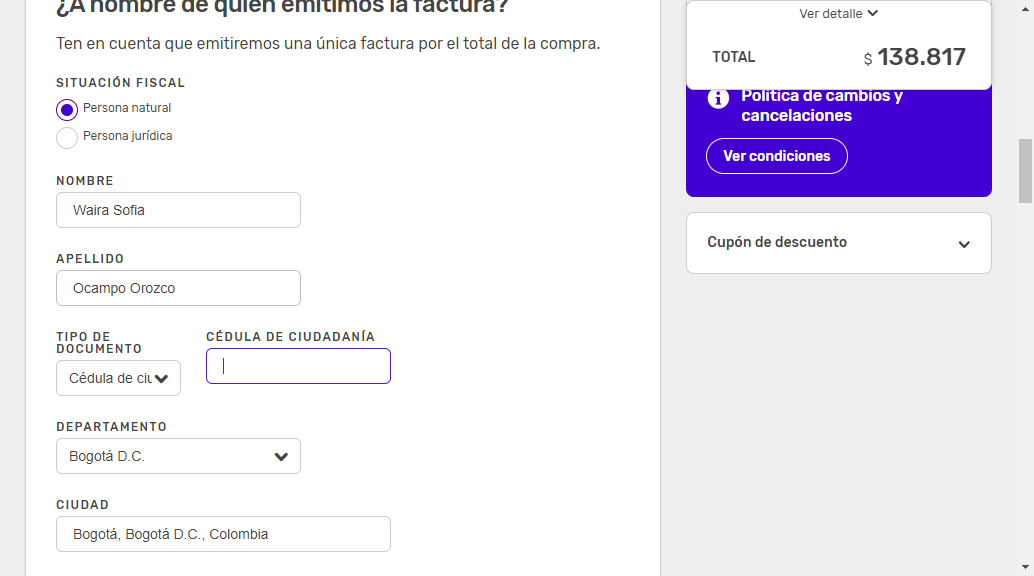 ¿A nombre de quién emitimos la factura?
Ten en cuenta que emitiremos una única factura por el total de la compra.
SITUACIÓN FISCAL
Persona natural
Persona jurídica
NOMBRE
Waira Sofia
APELLIDO
Ocampo Orozco
TIPO DE
DOCUMENTO
Cédula de ciu
CÉDULA DE CIUDADANÍA
DEPARTAMENTO
Bogotá D.C.
CIUDAD
Bogotá, Bogotá D.C., Colombia
Ver detalle
TOTAL
$ 138.817
Política de cambios y
cancelaciones
Ver condiciones
Cupón de descuento